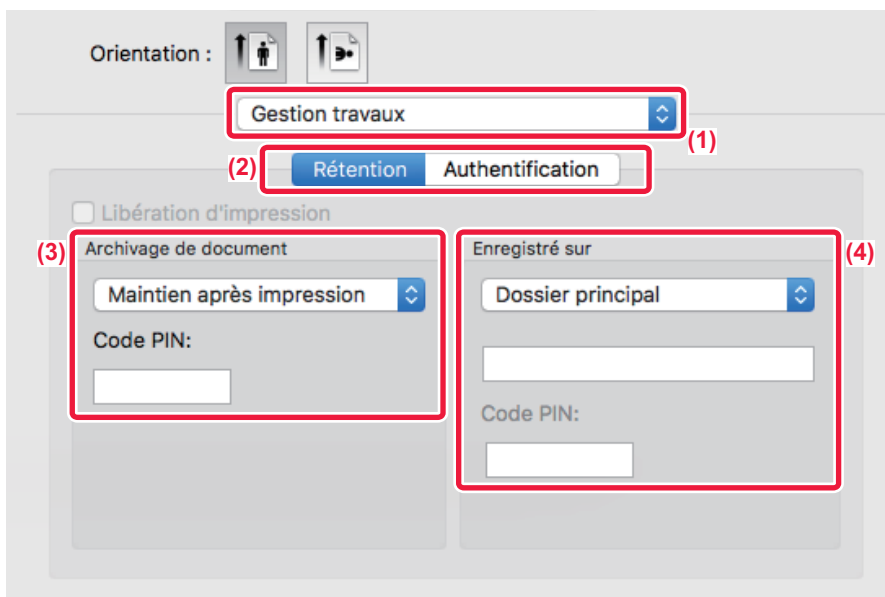 Orientation :
Gestion travaux
(1)
(2)
Rétention
Authentification
Libération d'impression
(3)
Archivage de document
Maintien après impression
Code PIN:
Enregistré sur
(4)
Dossier principal
Code PIN: